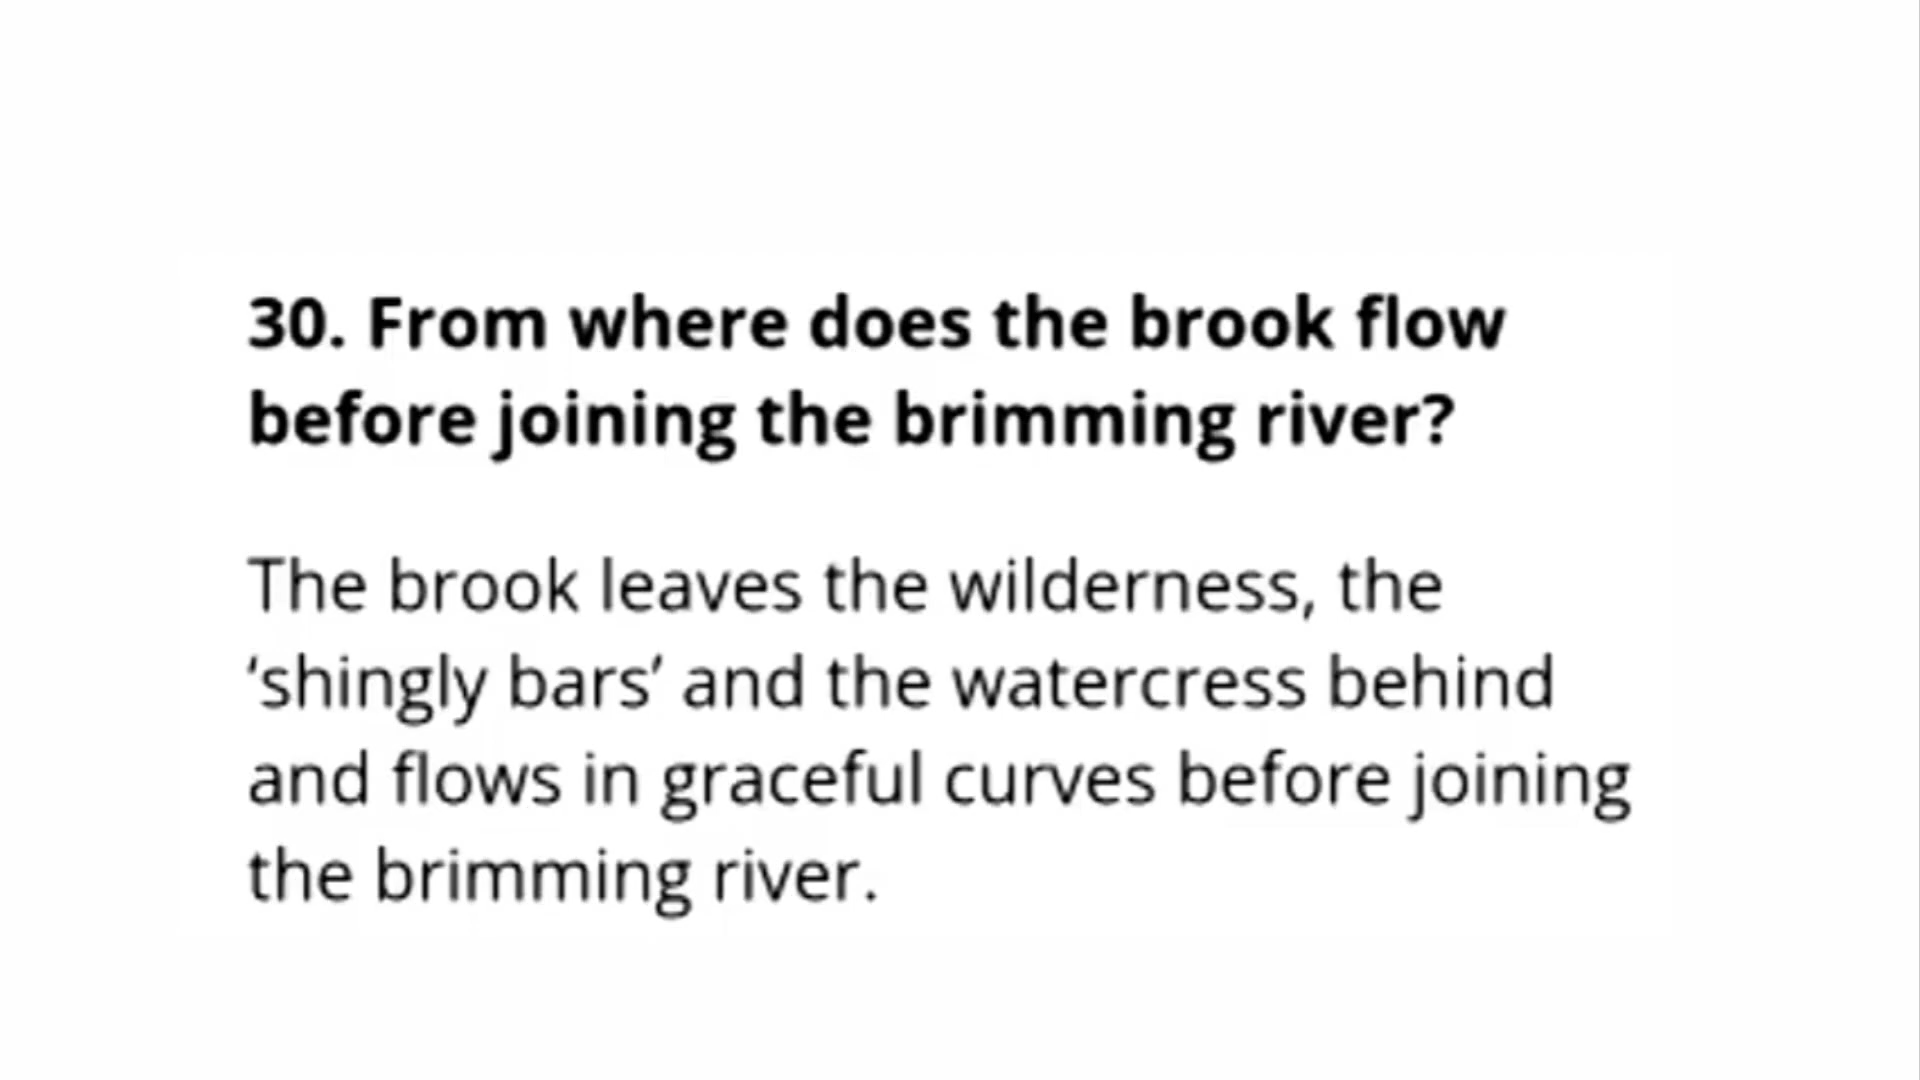 30. From where does the brook flow
before joining the brimming river?
The brook leaves the wilderness, the
‘shingly bars’ and the watercress behind
and flows in graceful curves before joining
the brimming river.